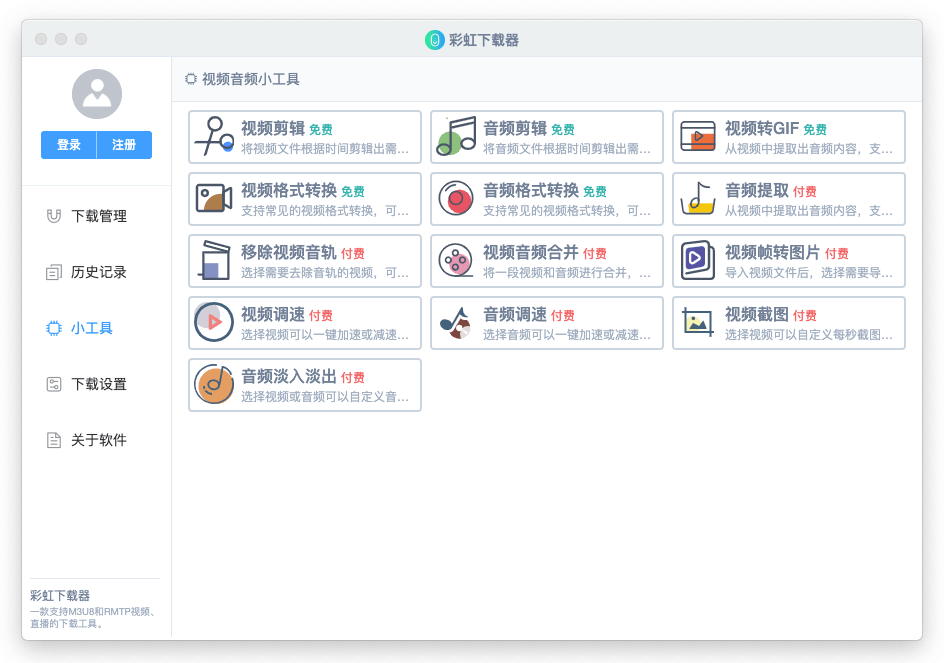 彩虹下载器
登录 注册
下载管理
历史记录
小工具
下载设置
关于软件
彩虹下载器
一款支持M3U8和RMTP视频、
直播的下载工具。
视频音频小工具
视频剪辑 免费
将视频文件根据时间剪辑出需...
音频剪辑 免费
将音频文件根据时间剪辑出需...
视频转GIF 免费
从视频中提取出音频内容，支...
视频格式转换 免费
支持常见的视频格式转换，可...
音频格式转换 免费
支持常见的视频格式转换，可...
音频提取 付费
从视频中提取出音频内容，支...
移除视频音轨 付费
选择需要去除音轨的视频，可...
视频音频合并 付费
将一段视频和音频进行合并，...
视频帧转图片 付费
导入视频文件后，选择需要导...
视频调速 付费
选择视频可以一键加速或减速...
音频调速 付费
选择音频可以一键加速或减速...
视频截图 付费
选择视频可以自定义每秒截图...
音频淡入淡出 付费
选择视频或音频可以自定义音...